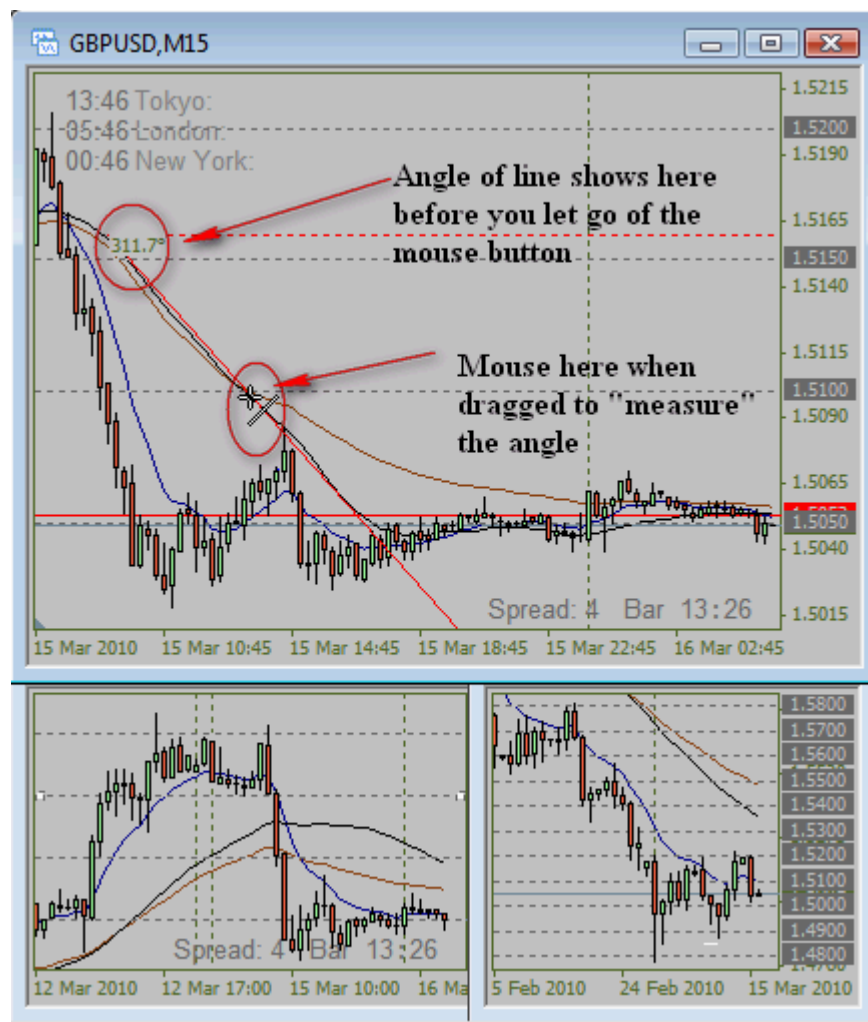 GBPUSD,M15
13:46 Tokyo:
05:46 London:
00:46 New York:
Angle of line shows here
before you let go of the
mouse button
311.7°
Mouse here when
dragged to "measure"
the angle
1.5215
1.5200
1.5190
1.5165
1.5150
1.5140
1.5115
1.5100
1.5090
1.5065
1.5050
1.5040
1.5015
Spread: 4 Bar 13:26
15 Mar 2010 15 Mar 10:45 15 Mar 14:45 15 Mar 18:45 15 Mar 22:45 16 Mar 02:45
Spread: 4 Bar 13:26
12 Mar 2010 12 Mar 17:00 15 Mar 10:00 16 Ma
1.5800
1.5700
1.5600
1.5500
1.5400
1.5300
1.5200
1.5100
1.5000
1.4900
1.4800
5 Feb 2010 24 Feb 2010 15 Mar 2010